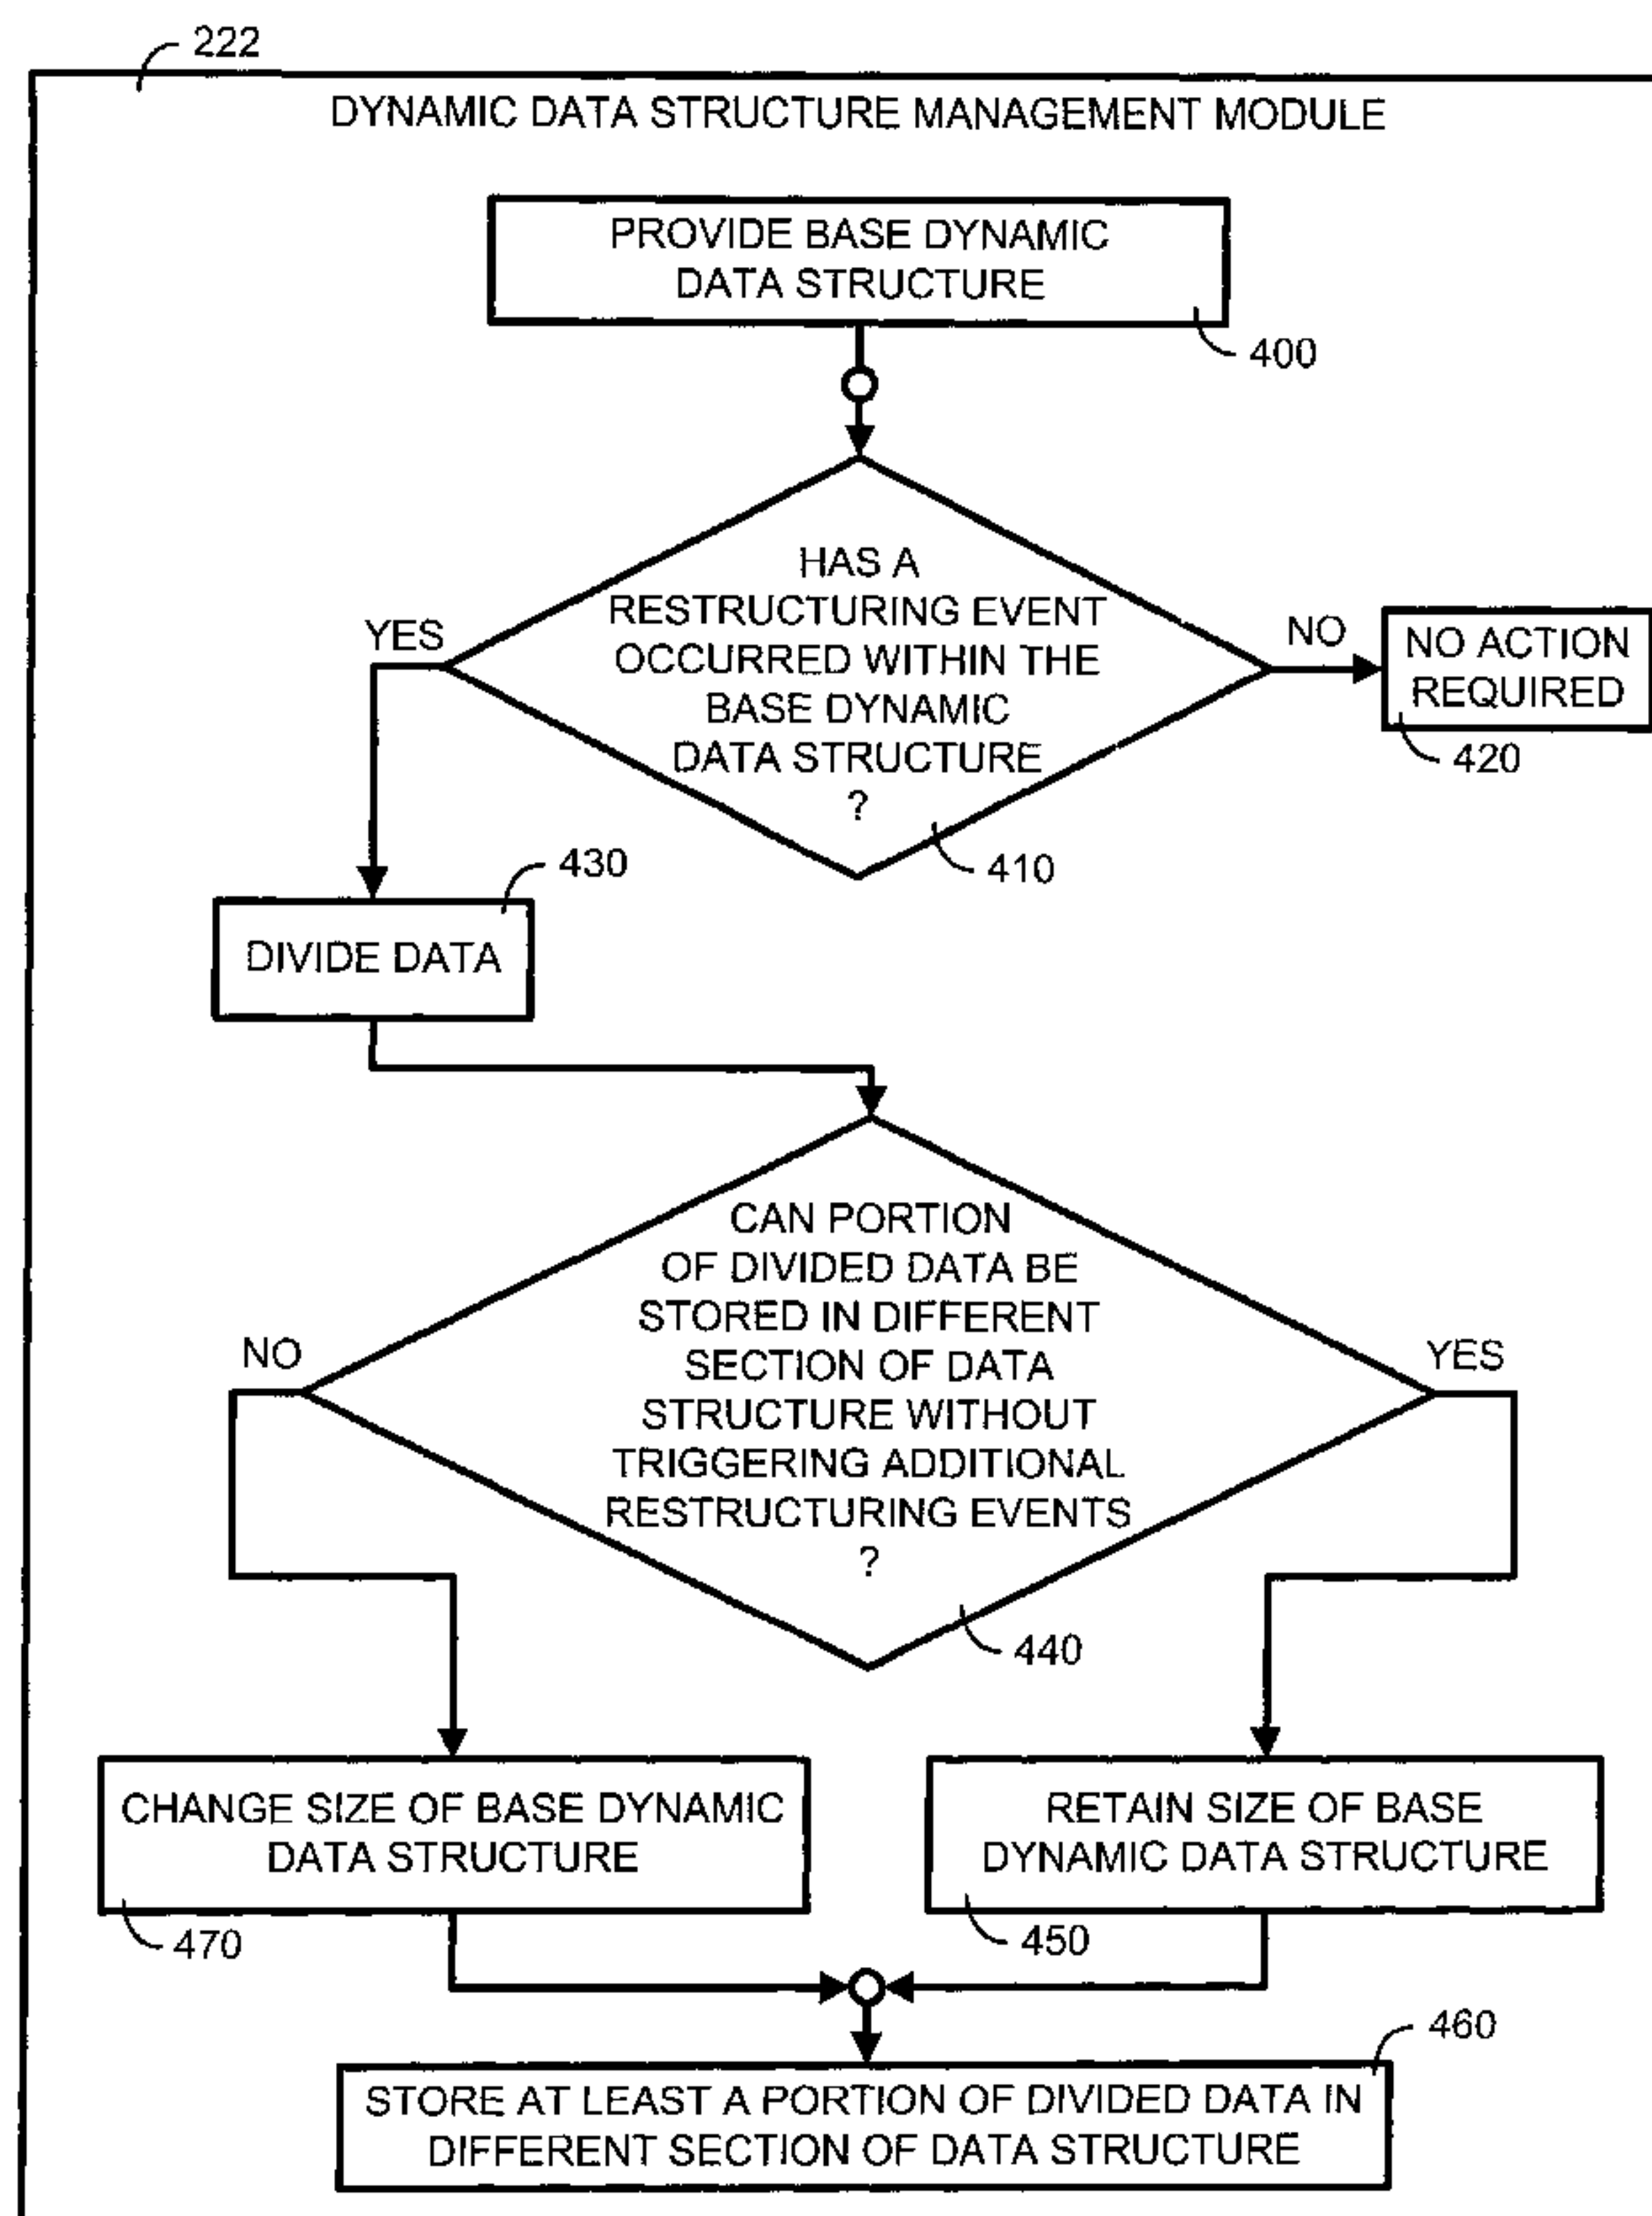 222
DYNAMIC DATA STRUCTURE MANAGEMENT MODULE
PROVIDE BASE DYNAMIC
DATA STRUCTURE
400
HAS A
RESTRUCTURING EVENT
OCCURRED WITHIN THE
BASE DYNAMIC
DATA STRUCTURE
?
YES
NO
NO ACTION
REQUIRED
420
410
430
DIVIDE DATA
CAN PORTION
OF DIVIDED DATA BE
STORED IN DIFFERENT
SECTION OF DATA
STRUCTURE WITHOUT
TRIGGERING ADDITIONAL
RESTRUCTURING EVENTS
?
NO
YES
440
CHANGE SIZE OF BASE DYNAMIC
DATA STRUCTURE
470
RETAIN SIZE OF BASE
DYNAMIC DATA STRUCTURE
450
460
STORE AT LEAST A PORTION OF DIVIDED DATA IN
DIFFERENT SECTION OF DATA STRUCTURE